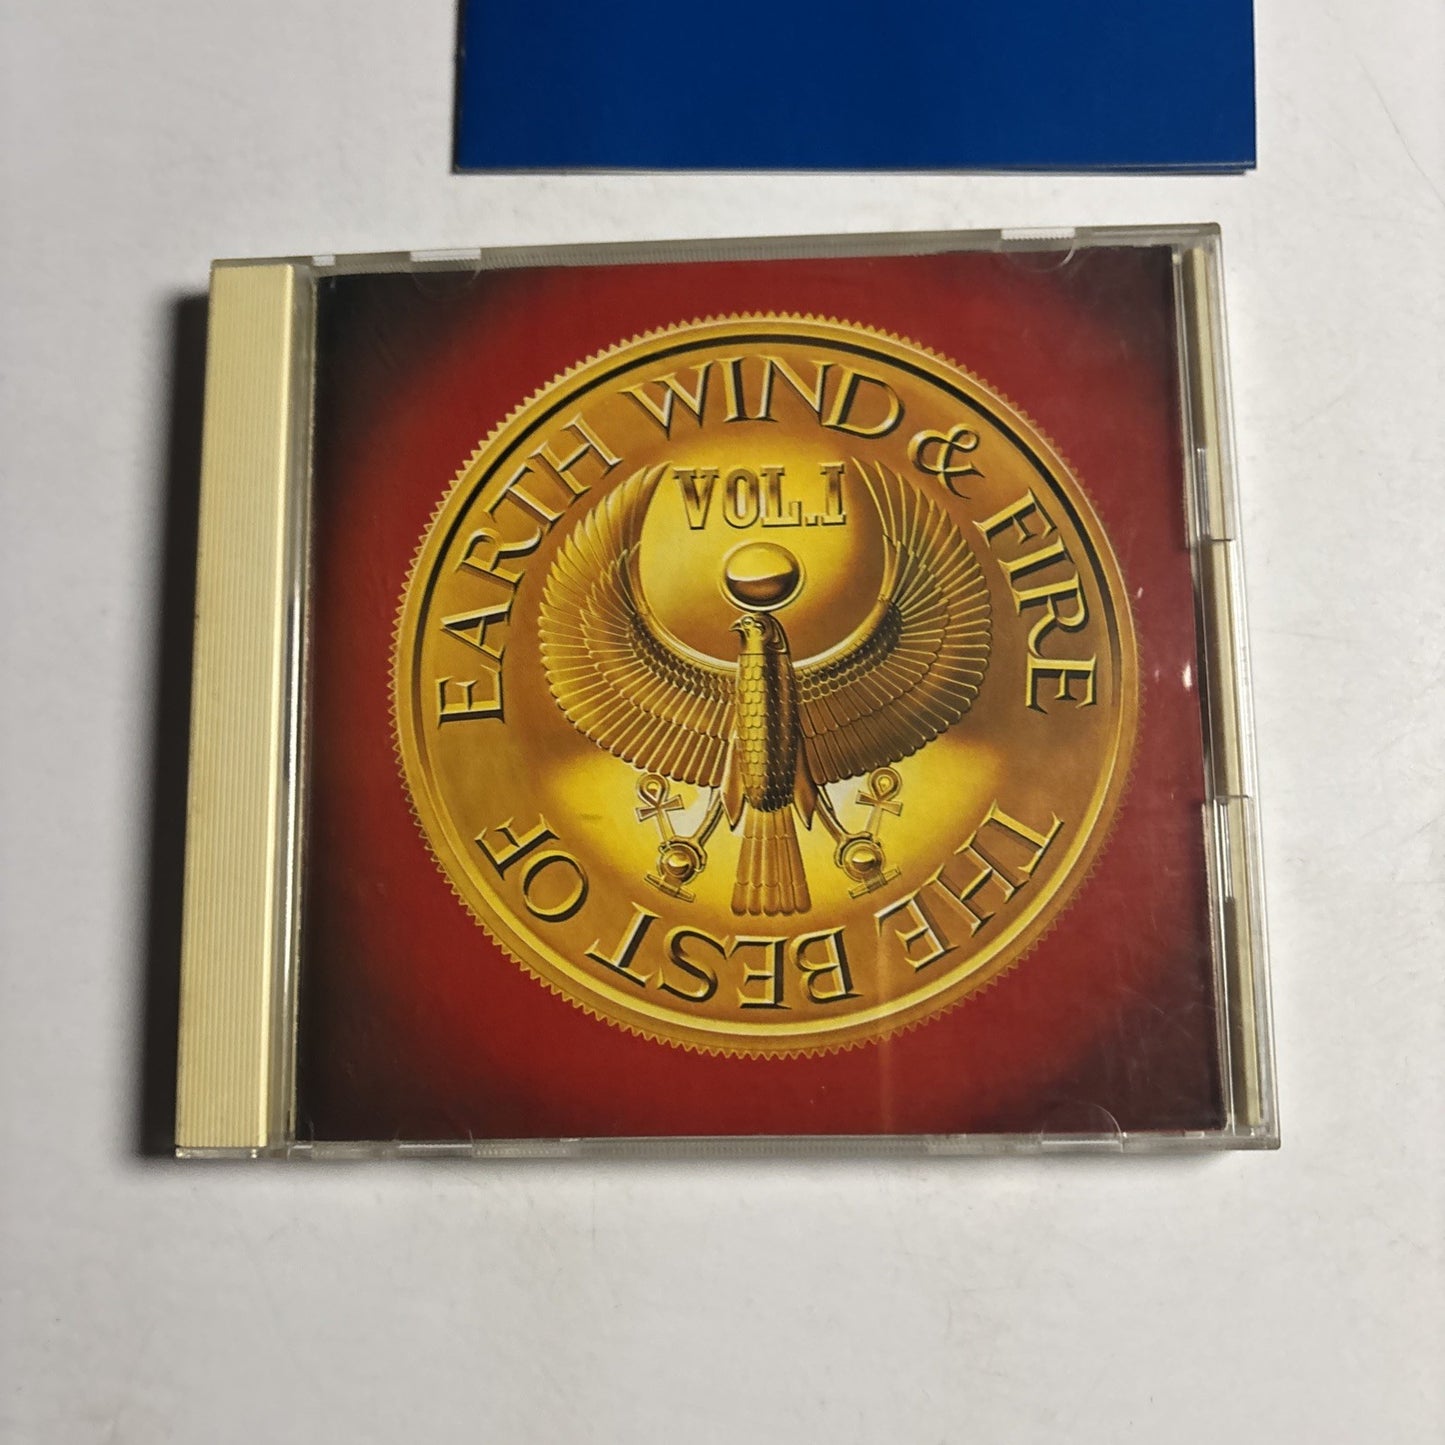 EARTH WIND & FIRE
VOL.I
THE BEST OF